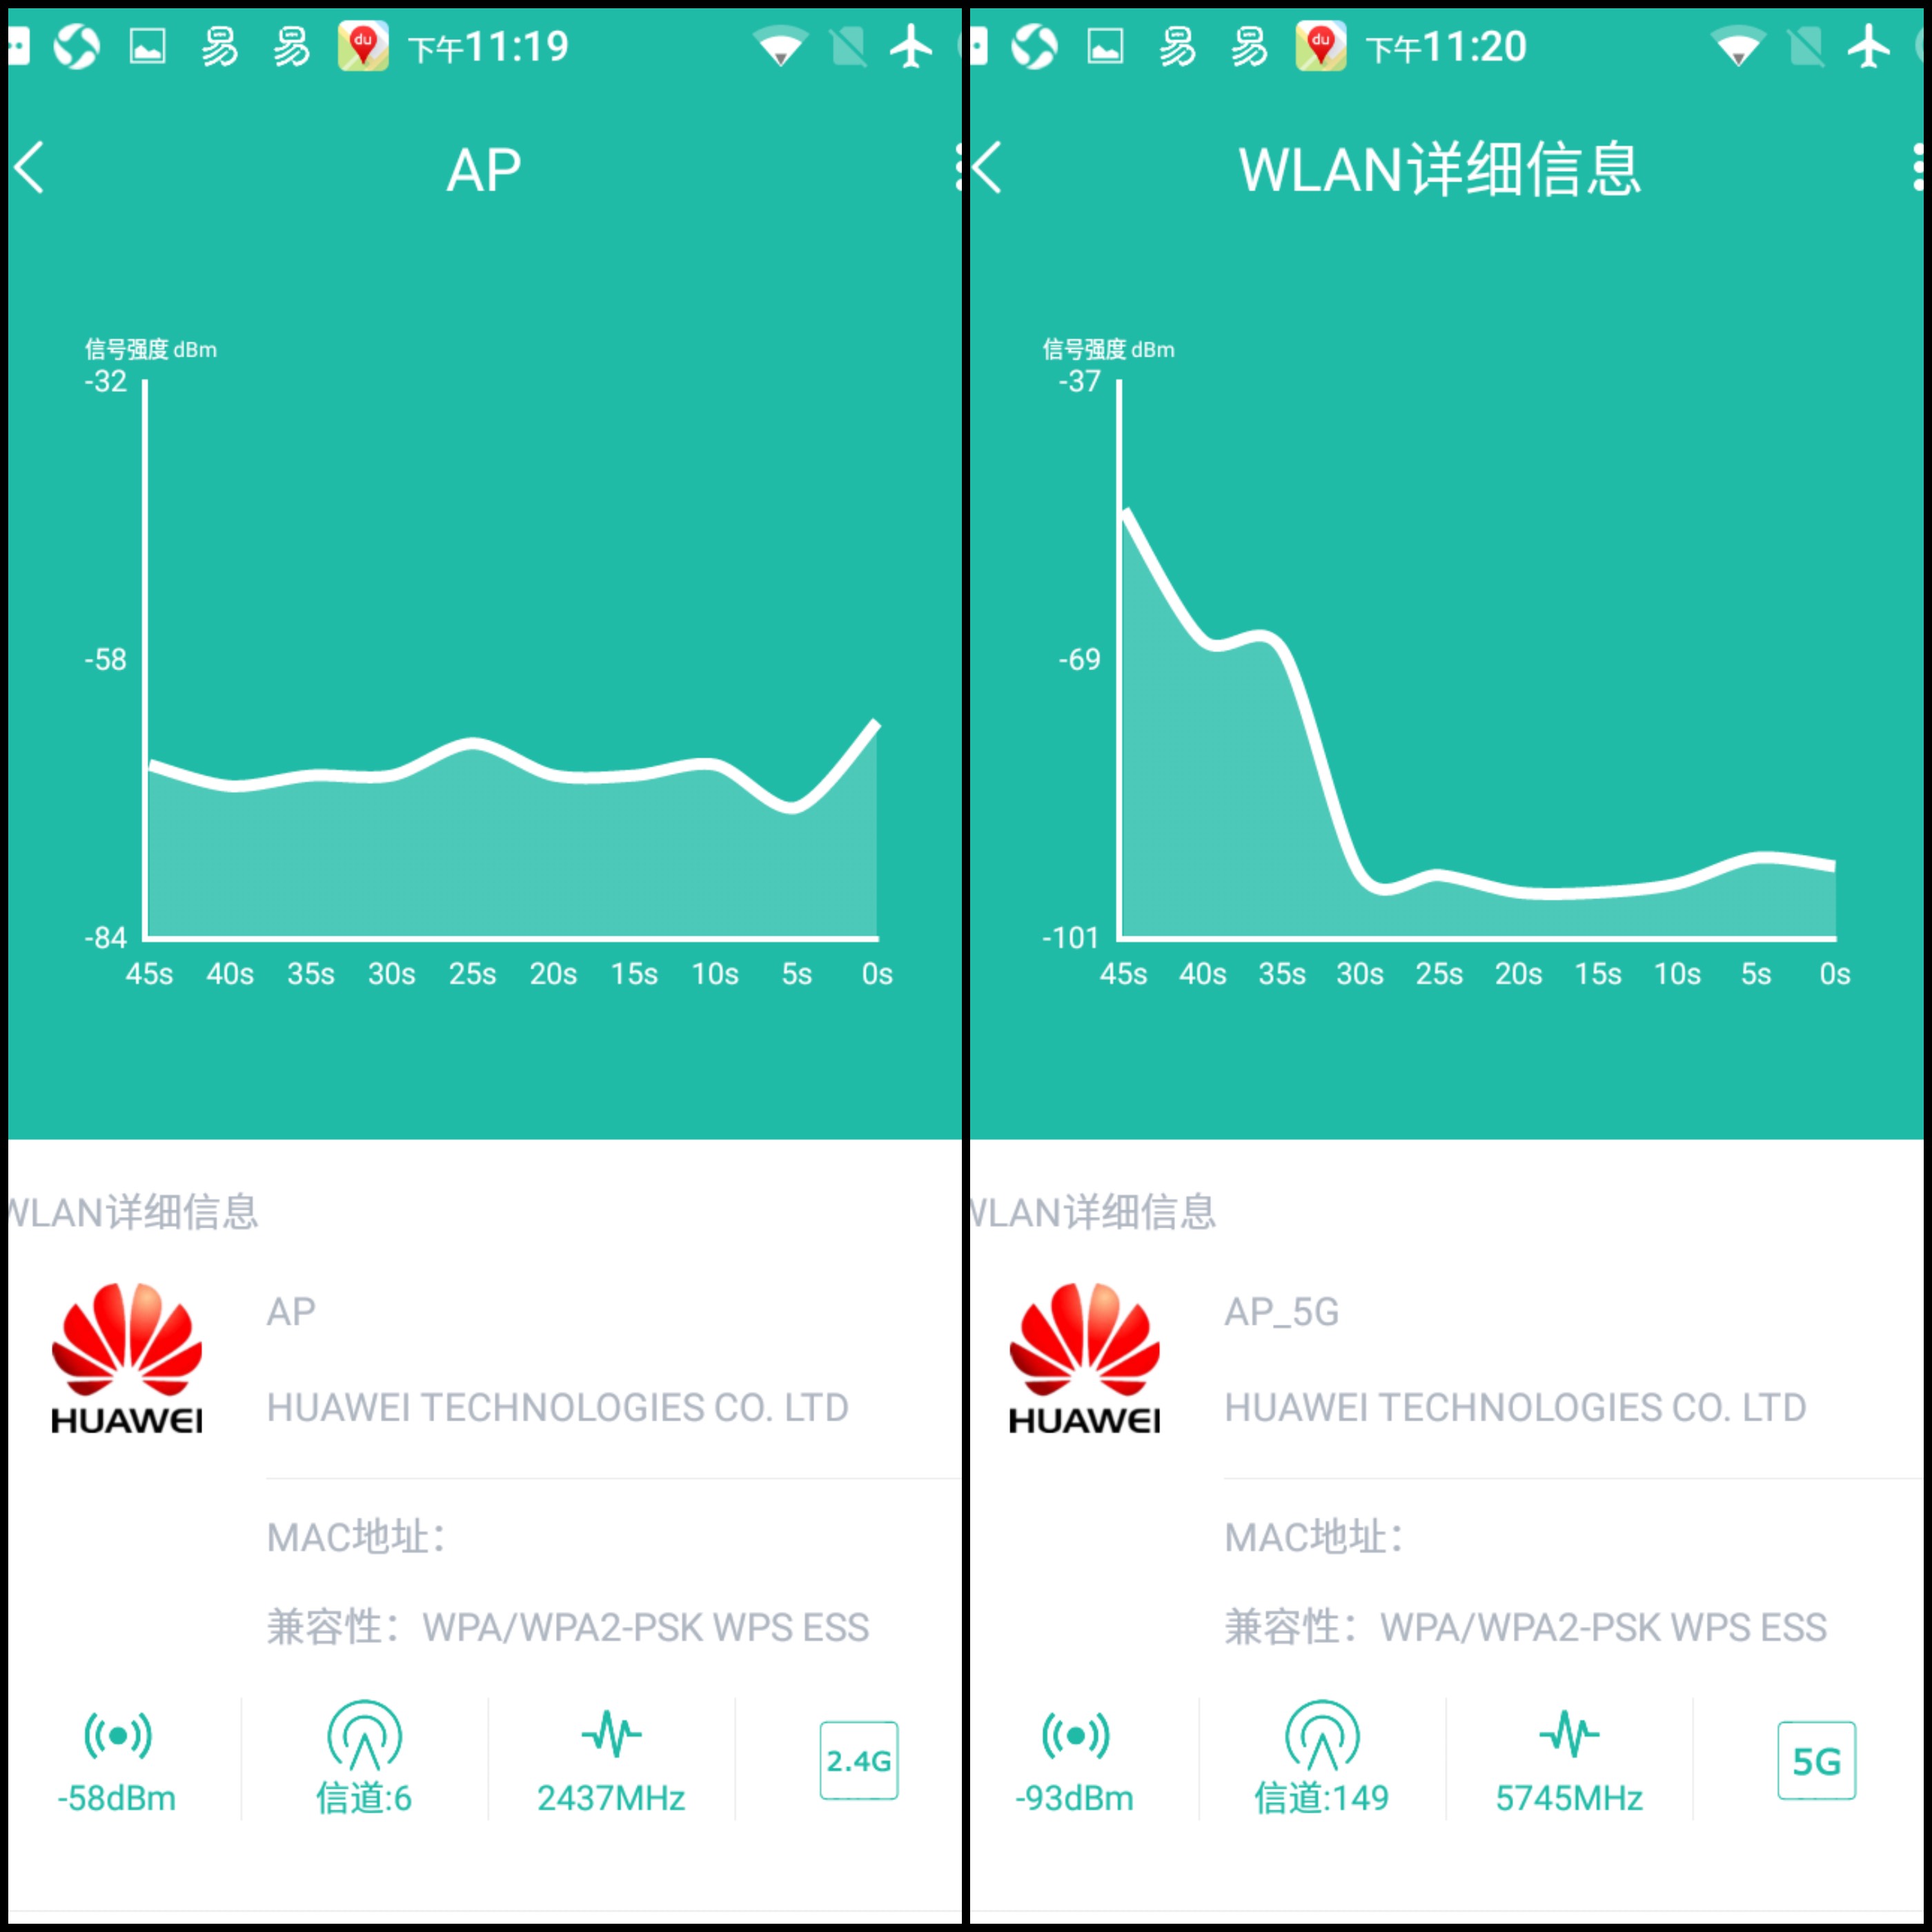 易 易 du 下午11:19
AP
信号强度 dBm
-32
-58
-84
45s 40s 35s 30s 25s 20s 15s 10s 5s 0s
WLAN详细信息
HUAWEI
AP
HUAWEI TECHNOLOGIES CO. LTD
MAC地址：
兼容性：WPA/WPA2-PSK WPS ESS
-58dBm 信道:6 2437MHz 2.4G
易 易 du 下午11:20
WLAN详细信息
信号强度 dBm
-37
-69
-101
45s 40s 35s 30s 25s 20s 15s 10s 5s 0s
WLAN详细信息
HUAWEI
AP_5G
HUAWEI TECHNOLOGIES CO. LTD
MAC地址：
兼容性：WPA/WPA2-PSK WPS ESS
-93dBm 信道:149 5745MHz 5G